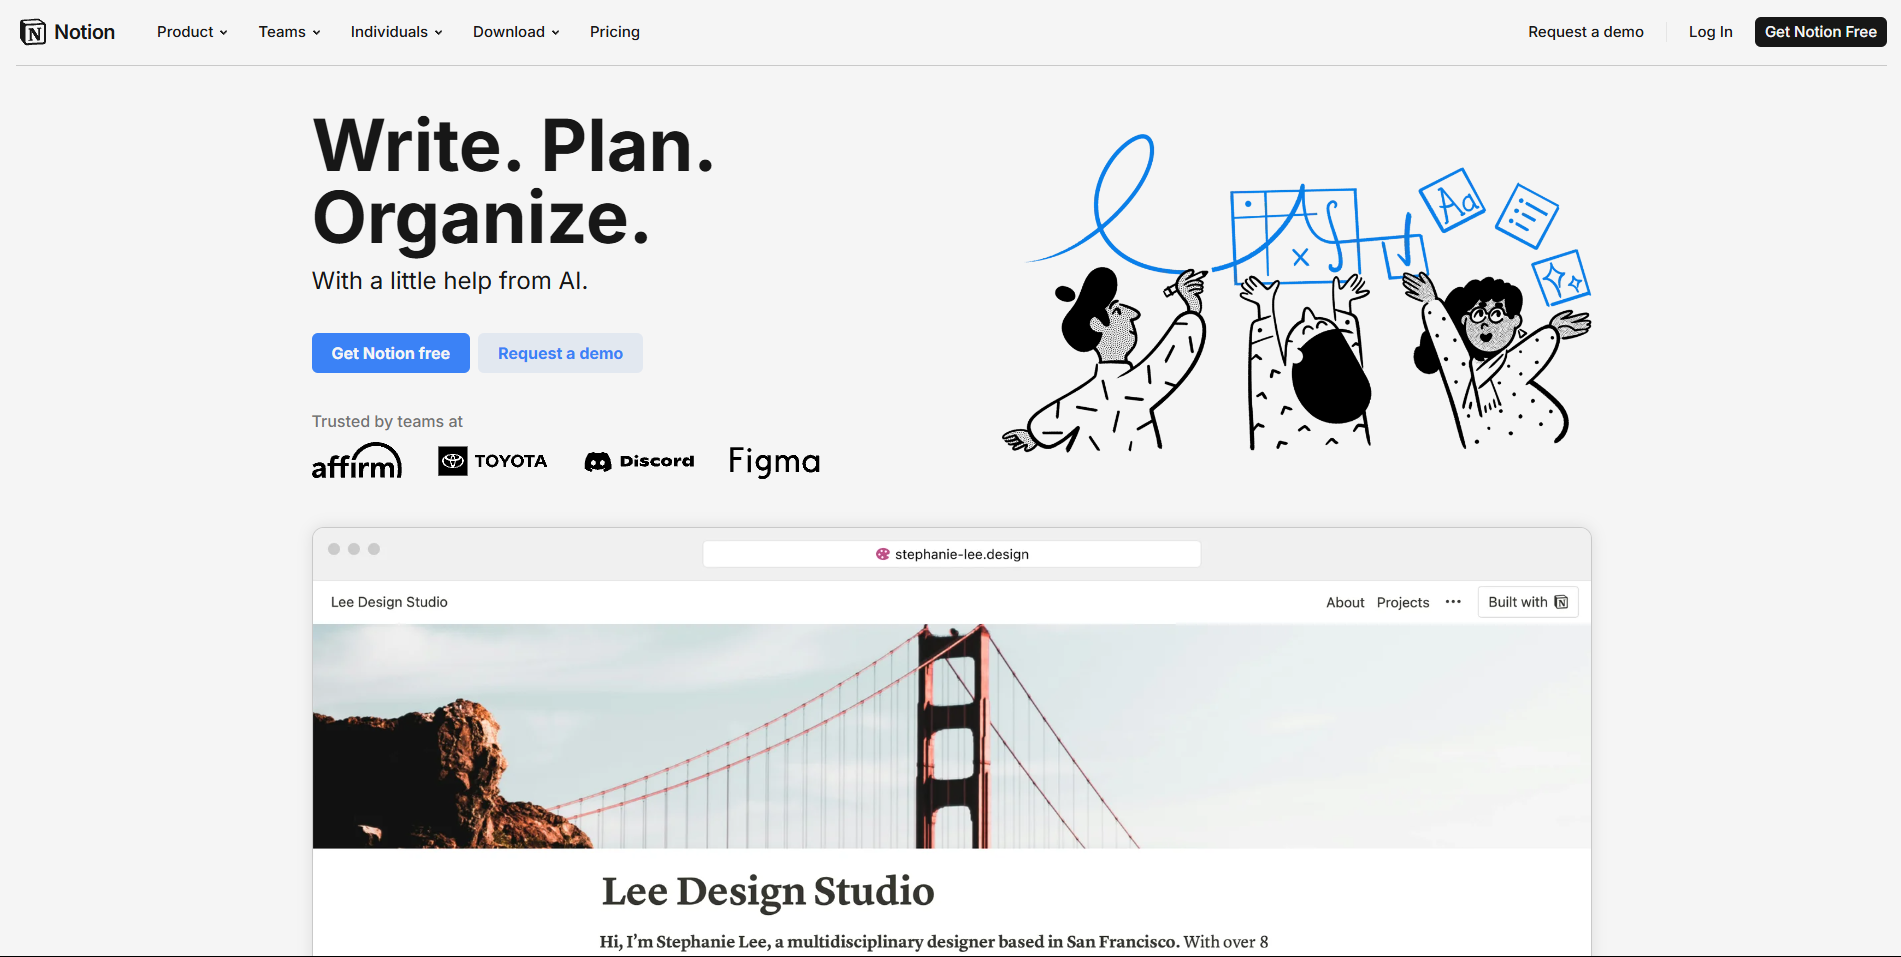 Notion
Product
Teams
Individuals
Download
Pricing
Request a demo
Log In
Get Notion Free
Write. Plan.
Organize.
With a little help from AI.
Get Notion free
Request a demo
Trusted by teams at
affirm
TOYOTA
Discord
Figma
Aa
stephanie-lee.design
Lee Design Studio
About
Projects
Built with
Lee Design Studio
Hi, I’m Stephanie Lee, a multidisciplinary designer based in San Francisco. With over 8